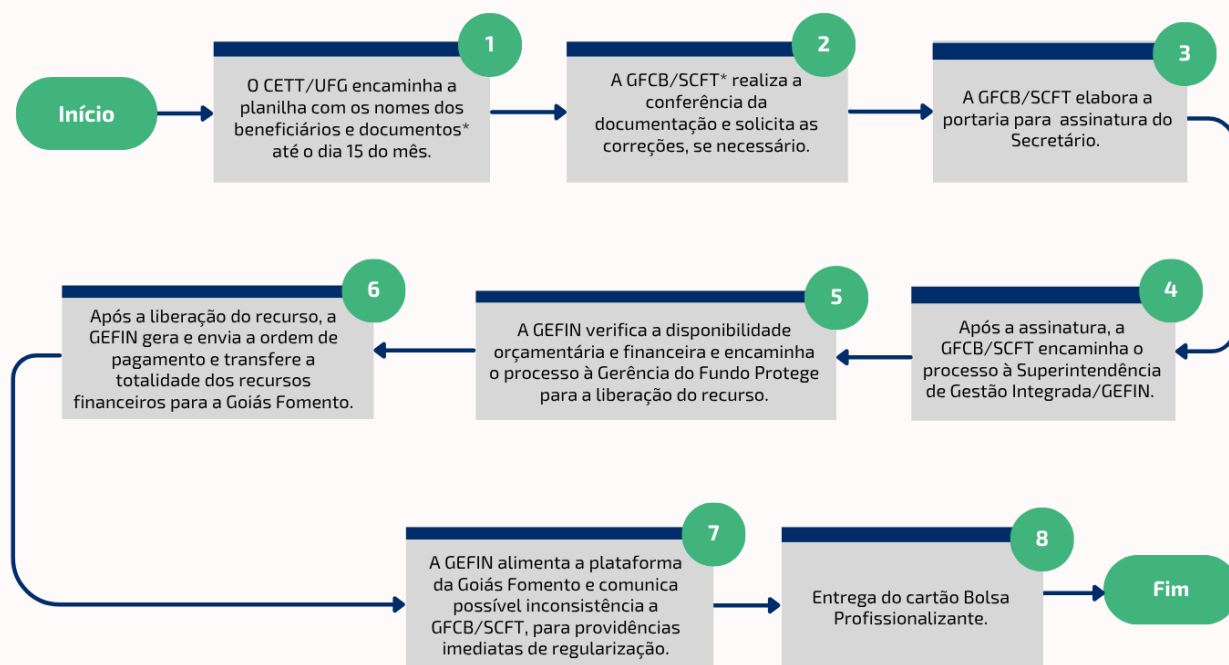 Início
1
O CETT/UFG encaminha a
planilha com os nomes dos
beneficiários e documentos*
até o dia 15 do mês.
2
A GFCB/SCFT* realiza a
conferência da
documentação e solicita as
correções, se necessário.
3
A GFCB/SCFT elabora a
portaria para assinatura do
Secretário.
4
Após a assinatura, a
GFCB/SCFT encaminha o
processo à Superintendência
de Gestão Integrada/GEFIN.
5
A GEFIN verifica a disponibilidade
orçamentária e financeira e encaminha
o processo à Gerência do Fundo Protege
para a liberação do recurso.
6
Após a liberação do recurso, a
GEFIN gera e envia a ordem de
pagamento e transfere a
totalidade dos recursos
financeiros para a Goiás Fomento.
7
A GEFIN alimenta a plataforma
da Goiás Fomento e comunica
possível inconsistência a
GFCB/SCFT, para providências
imediatas de regularização.
8
Entrega do cartão Bolsa
Profissionalizante.
Fim